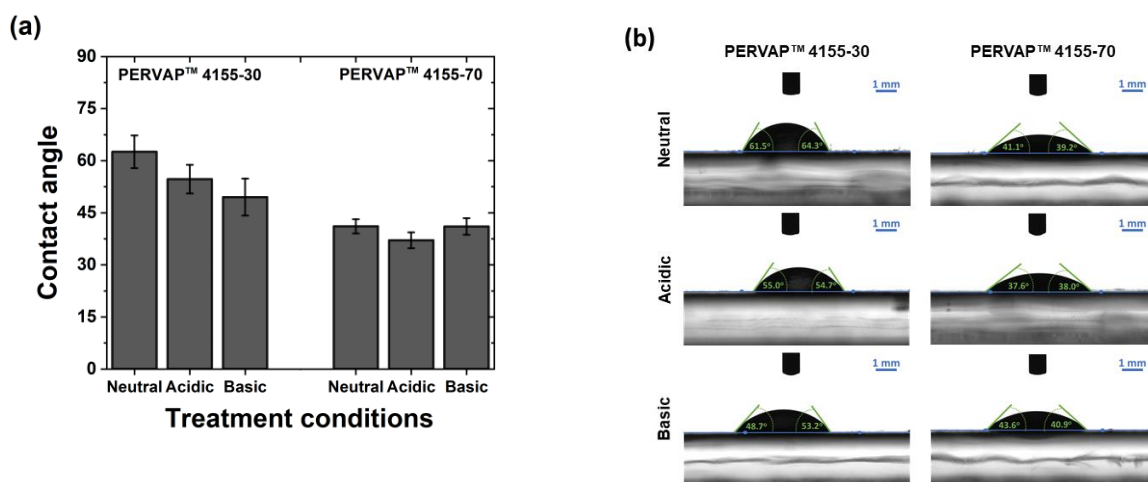 (a)
90
75
60
45
30
15
0
Contact angle
PERVAP™ 4155-30
PERVAP™ 4155-70
Neutral Acidic Basic
Neutral Acidic Basic
Treatment conditions
(b)
PERVAP™ 4155-30
PERVAP™ 4155-70
Neutral
1 mm
61.5°
64.3°
1 mm
41.1°
39.2°
Acidic
1 mm
55.0°
54.7°
1 mm
37.6°
38.0°
Basic
1 mm
48.7°
53.2°
1 mm
43.6°
40.9°